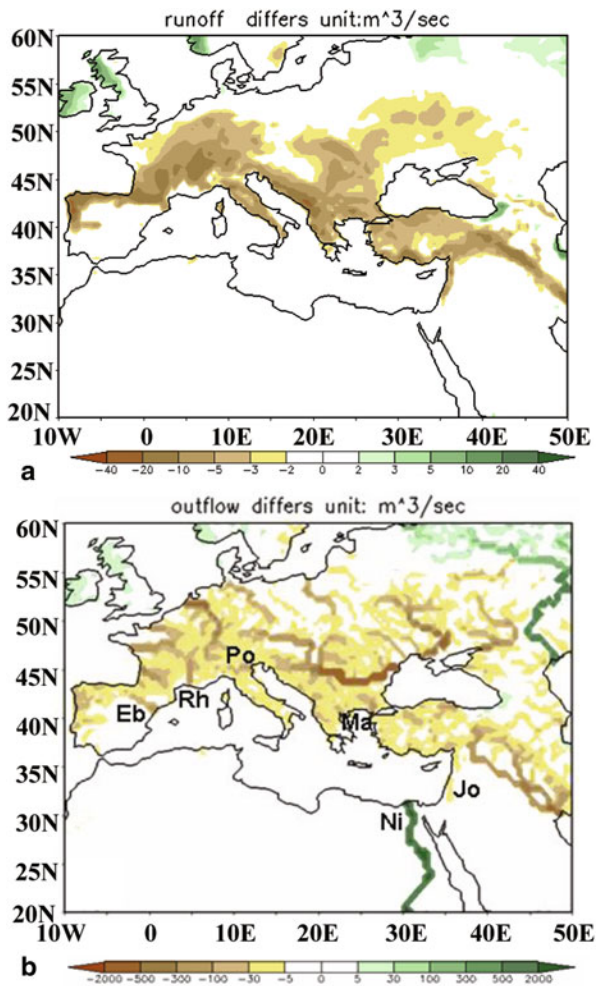 runoff differs unit:m^3/sec
60N
55N
50N
45N
40N
35N
30N
25N
20N
10W 0 10E 20E 30E 40E 50E
a
-40 -20 -10 -5 -3 -2 0 2 3 5 10 20 40
outflow differs unit: m^3/sec
60N
55N
50N
45N
40N
35N
30N
25N
20N
Po
Rh
Eb
Ma
Jo
Ni
10W 0 10E 20E 30E 40E 50E
b
-2000 -500 -300 -100 -30 -5 0 5 30 100 300 500 2000